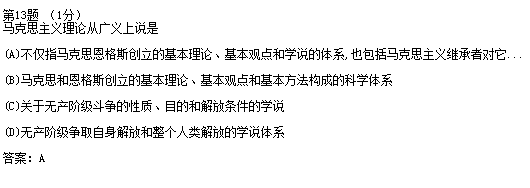 第13题 （1分）
马克思主义理论从广义上说是
(A)不仅指马克思恩格斯创立的基本理论、基本观点和学说的体系,也包括马克思主义继承者对它...
(B)马克思和恩格斯创立的基本理论、基本观点和基本方法构成的科学体系
(C)关于无产阶级斗争的性质、目的和解放条件的学说
(D)无产阶级争取自身解放和整个人类解放的学说体系
答案：A